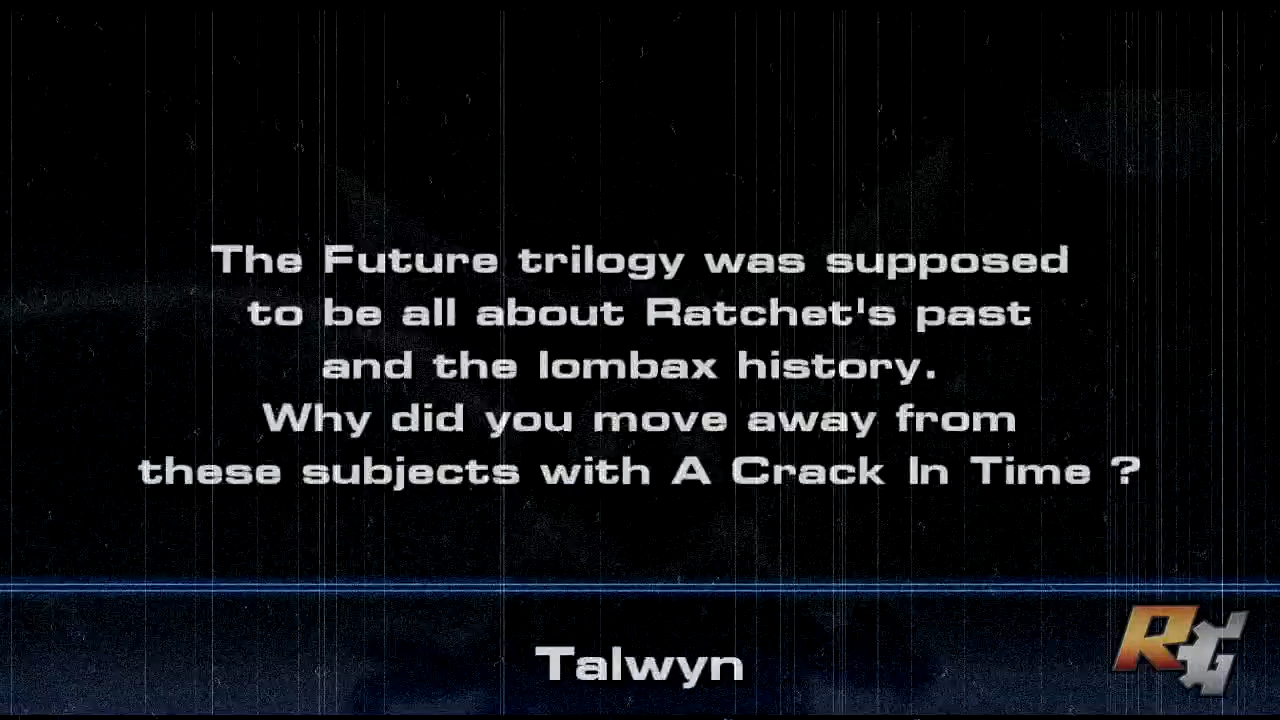 The Future trilogy was supposed
to be all about Ratchet's past
and the lombax history.
Why did you move away from
these subjects with A Crack In Time ?
Talwyn
RG